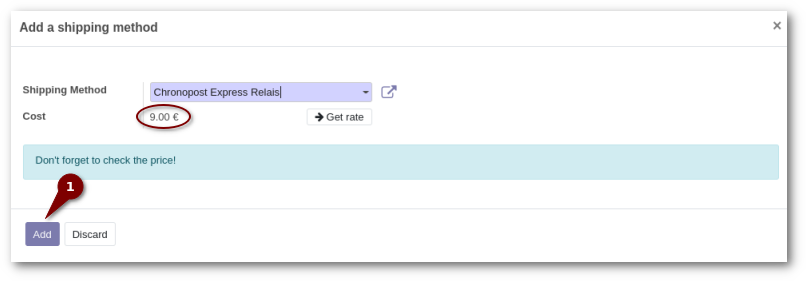 Add a shipping method ×
Shipping Method Chronopost Express Relais
Cost 9.00 € Get rate
Don't forget to check the price!
1
Add Discard